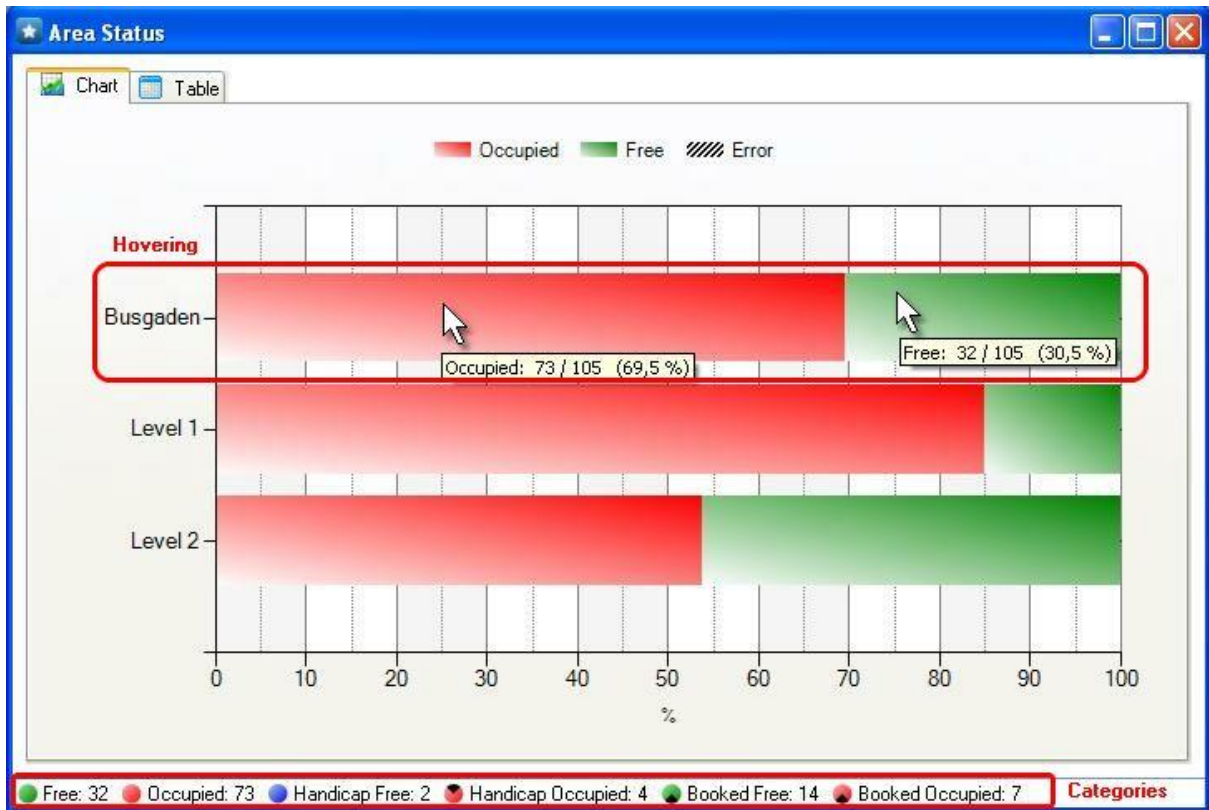 Area Status
Chart Table
Occupied Free Error
Hovering
Busgaden
Occupied: 73 / 105 (69,5 %)
Free: 32 / 105 (30,5 %)
Level 1
Level 2
0 10 20 30 40 50 60 70 80 90 100
%
Free: 32 Occupied: 73 Handicap Free: 2 Handicap Occupied: 4 Booked Free: 14 Booked Occupied: 7 Categories